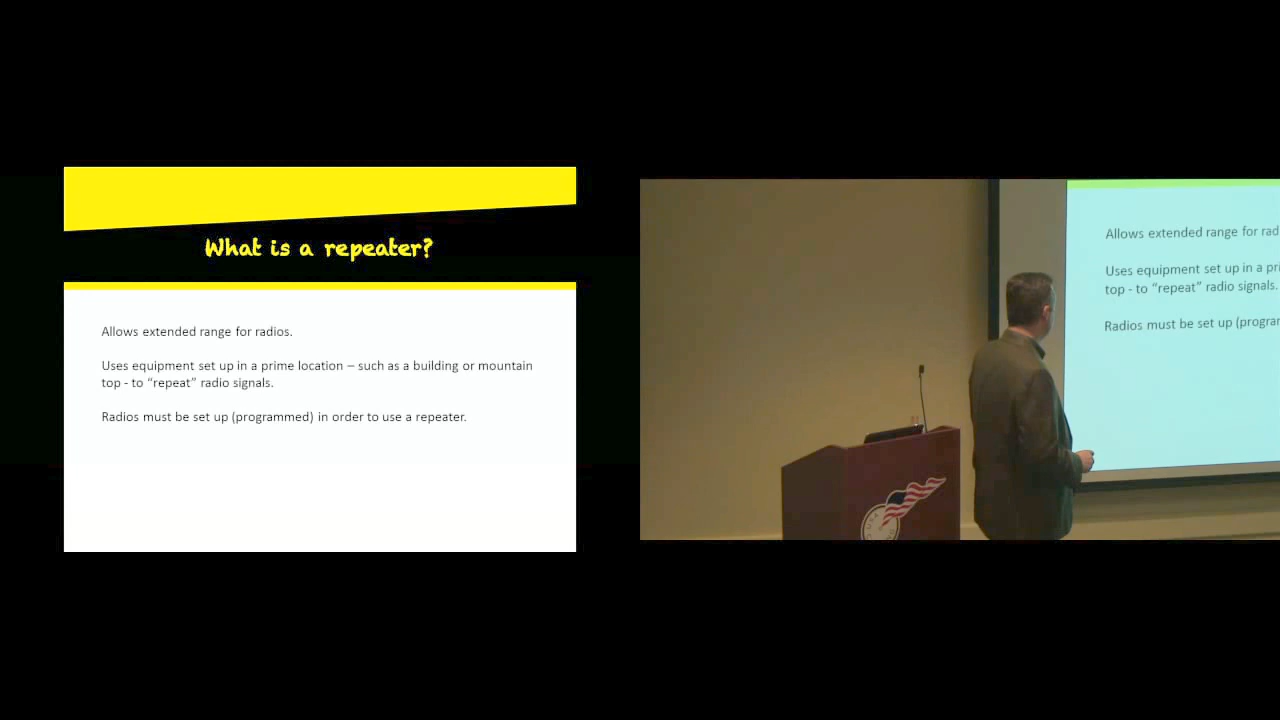 What is a repeater?
Allows extended range for radios.
Uses equipment set up in a prime location – such as a building or mountain
top - to “repeat” radio signals.
Radios must be set up (programmed) in order to use a repeater.
Allows extended range for rad
Uses equipment set up in a pri
top - to “repeat” radio signals.
Radios must be set up (program
USA